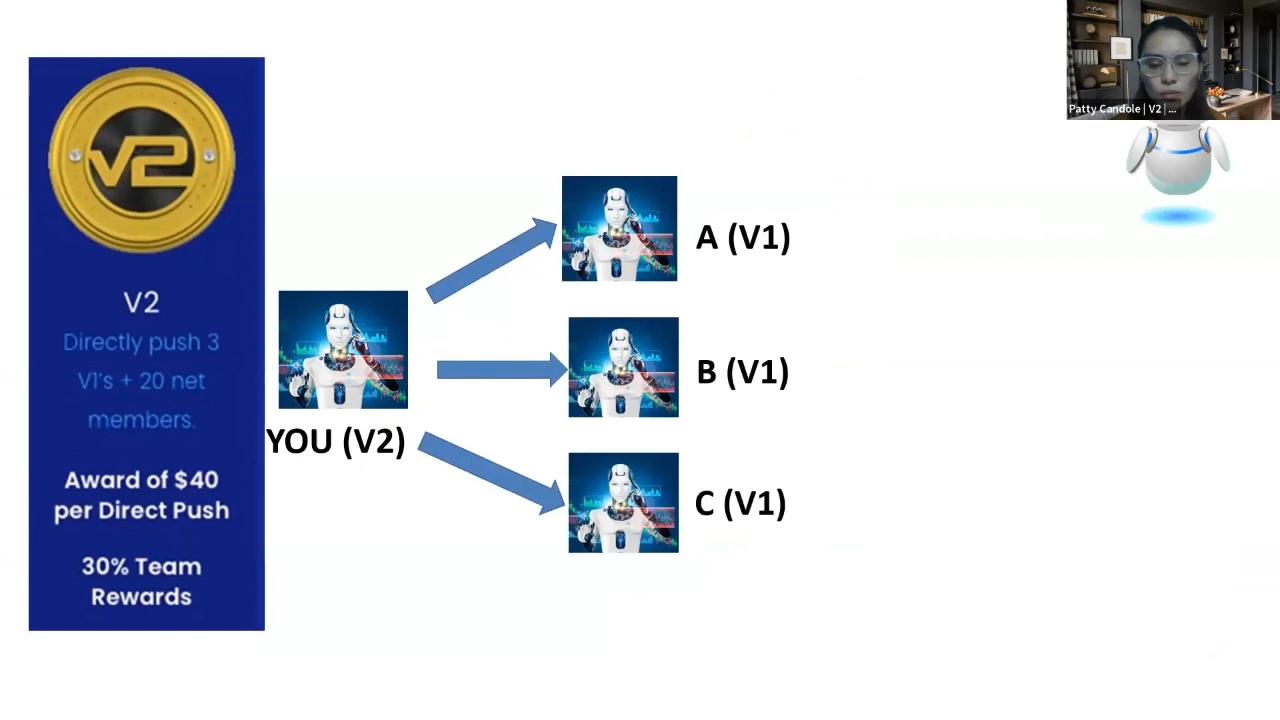 V2
V2
Directly push 3
V1's + 20 net
members.
Award of $40
per Direct Push
30% Team
Rewards
YOU (V2)
A (V1)
B (V1)
C (V1)
Patty Candole | V2 | ...